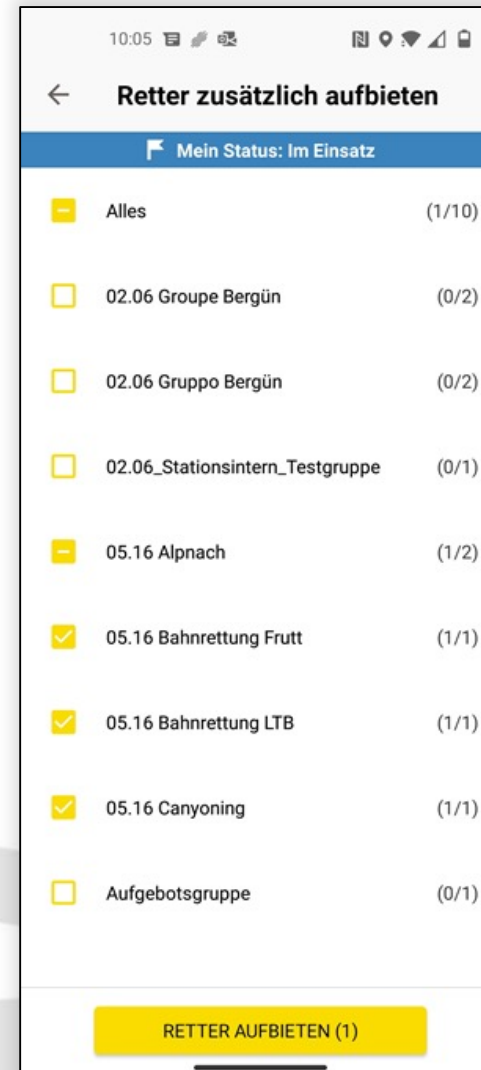 10:05
Retter zusätzlich aufbieten
Mein Status: Im Einsatz
Alles (1/10)
02.06 Groupe Bergün (0/2)
02.06 Gruppo Bergün (0/2)
02.06_Stationsintern_Testgruppe (0/1)
05.16 Alpnach (1/2)
05.16 Bahnrettung Frutt (1/1)
05.16 Bahnrettung LTB (1/1)
05.16 Canyoning (1/1)
Aufgebotsgruppe (0/1)
RETTER AUFBIETEN (1)